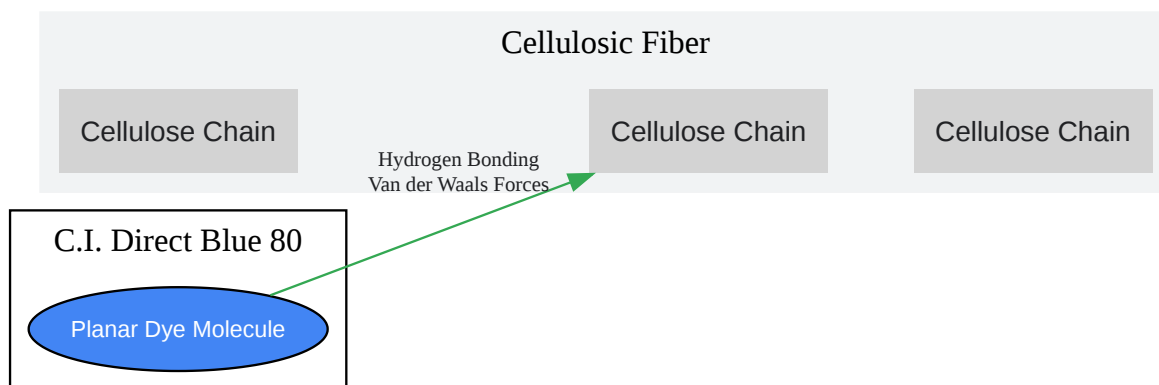 Cellulosic Fiber
Cellulose Chain
Cellulose Chain
Cellulose Chain
Hydrogen Bonding
Van der Waals Forces
C.I. Direct Blue 80
Planar Dye Molecule